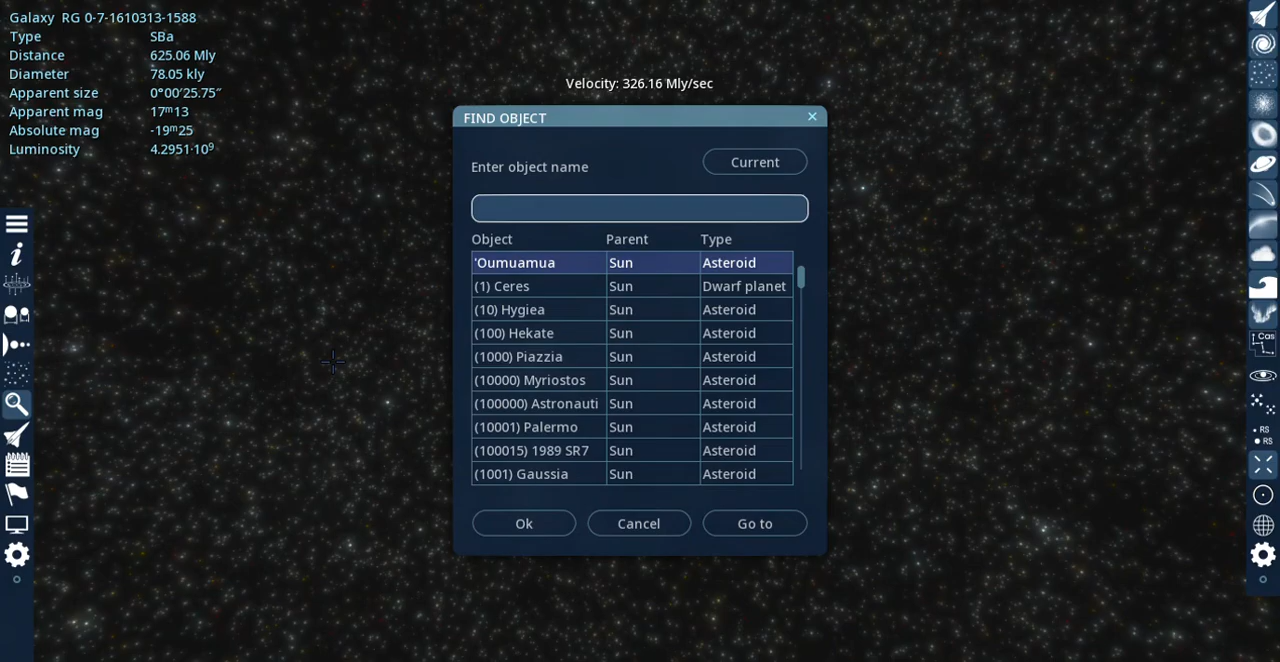 Galaxy RG 0-7-1610313-1588
Type SBa
Distance 625.06 Mly
Diameter 78.05 kly
Apparent size 0°00′25.75″
Apparent mag 17ᵐ13
Absolute mag -19ᵐ25
Luminosity 4.2951·10⁹
Velocity: 326.16 Mly/sec
FIND OBJECT
Enter object name
Current
Object Parent Type
'Oumuamua Sun Asteroid
(1) Ceres Sun Dwarf planet
(10) Hygiea Sun Asteroid
(100) Hekate Sun Asteroid
(1000) Piazzia Sun Asteroid
(10000) Myriostos Sun Asteroid
(100000) Astronauti Sun Asteroid
(10001) Palermo Sun Asteroid
(100015) 1989 SR7 Sun Asteroid
(1001) Gaussia Sun Asteroid
Ok Cancel Go to
Cas
RS
RS